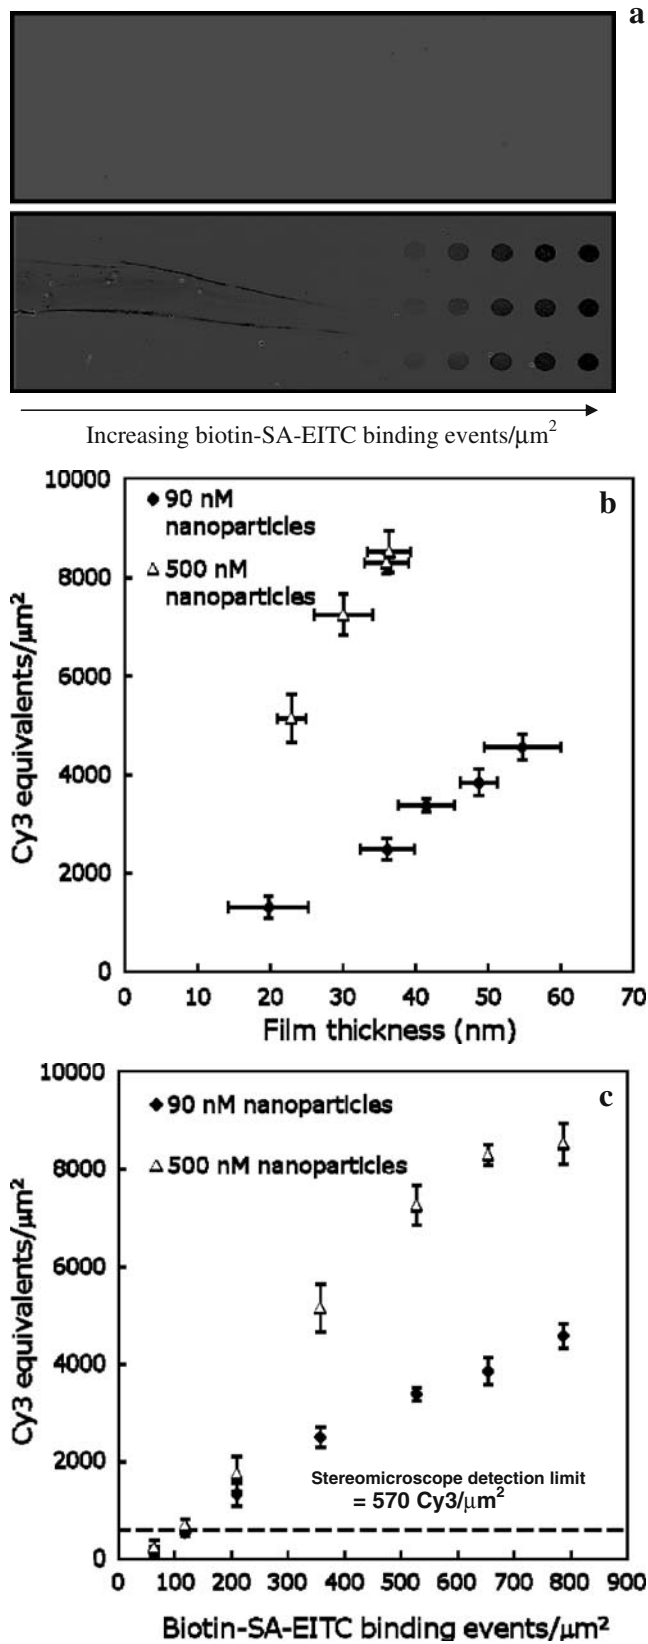 a
Increasing biotin-SA-EITC binding events/μm²
b
10000
8000
6000
4000
2000
0
Cy3 equivalents/μm²
90 nM
nanoparticles
500 nM
nanoparticles
0 10 20 30 40 50 60 70
Film thickness (nm)
c
10000
8000
6000
4000
2000
0
Cy3 equivalents/μm²
90 nM nanoparticles
500 nM nanoparticles
Stereomicroscope detection limit
= 570 Cy3/μm²
0 100 200 300 400 500 600 700 800 900
Biotin-SA-EITC binding events/μm²